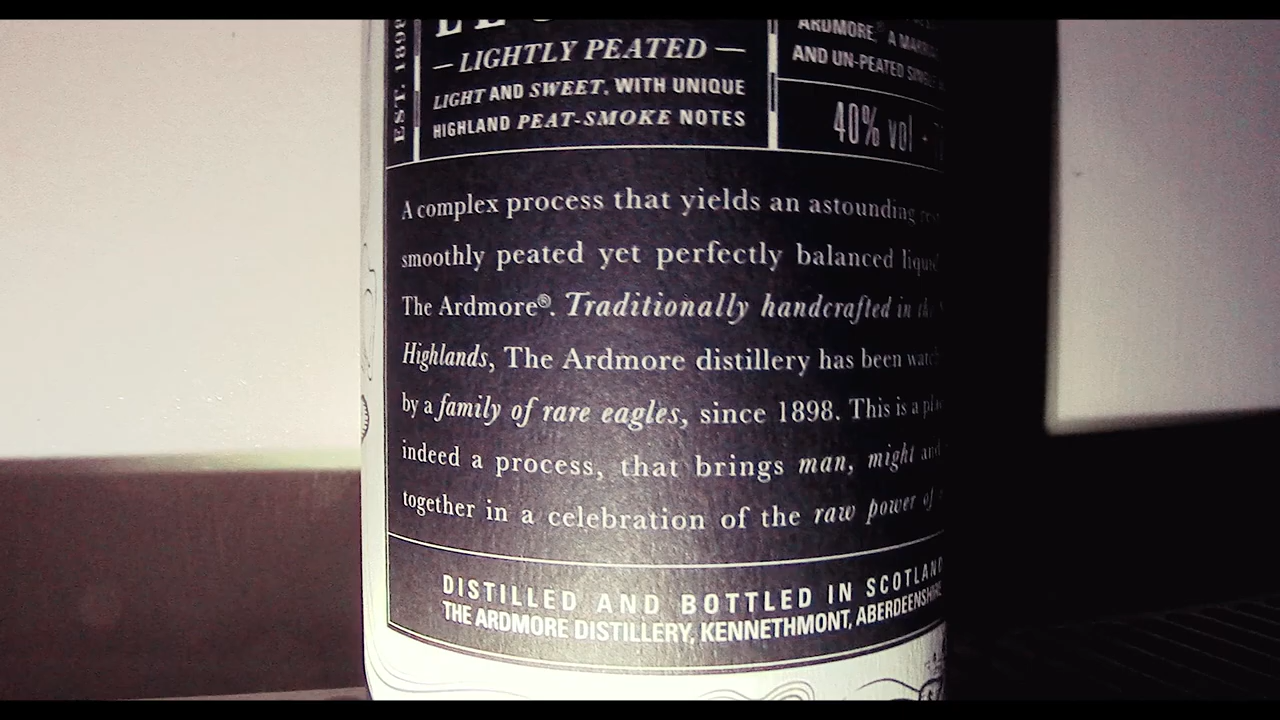 EST. 1898
— LIGHTLY PEATED —
LIGHT AND SWEET, WITH UNIQUE
HIGHLAND PEAT-SMOKE NOTES
ARDMORE,® A
AND UN-PEATED
40% vol -
A complex process that yields an astounding
smoothly peated yet perfectly balanced
The Ardmore®. Traditionally handcrafted in
Highlands, The Ardmore distillery has been
by a family of rare eagles, since 1898. This is a
indeed a process, that brings man, might and
together in a celebration of the raw power of
DISTILLED AND BOTTLED IN SCOTLAND
THE ARDMORE DISTILLERY, KENNETHMONT, ABERDEENSHIRE